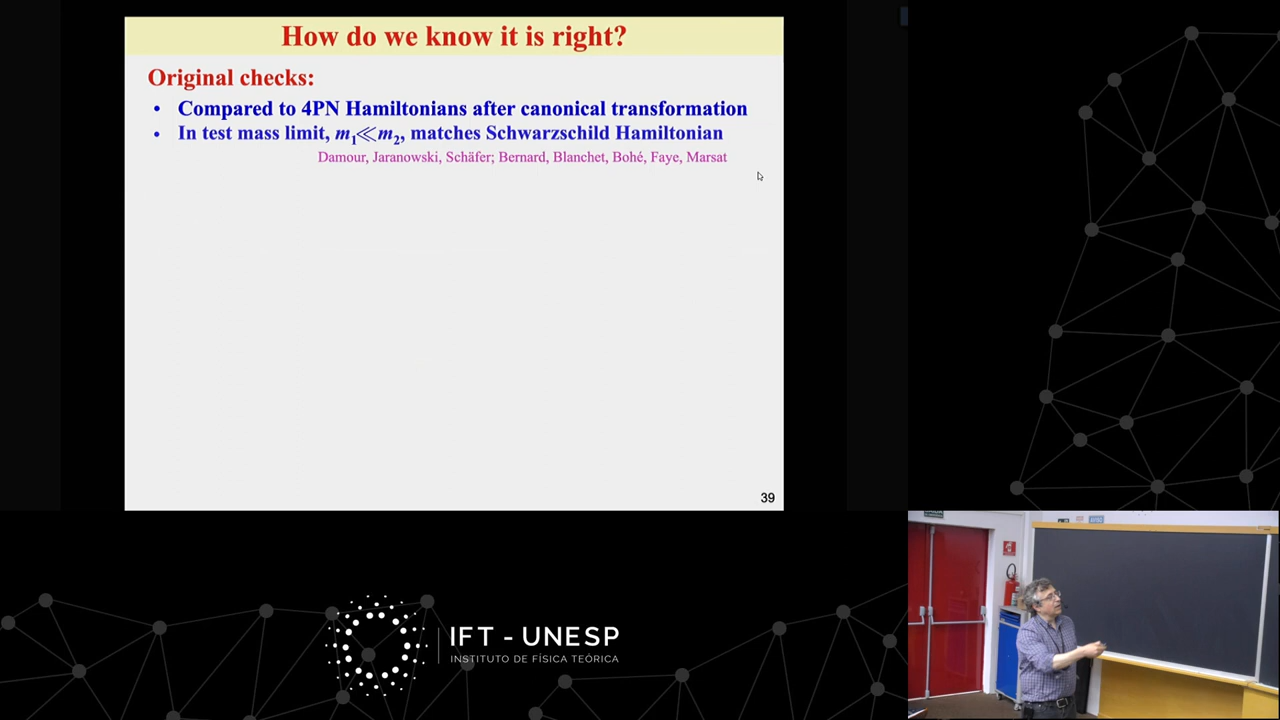 How do we know it is right?
Original checks:
• Compared to 4PN Hamiltonians after canonical transformation
• In test mass limit, m₁≪m₂, matches Schwarzschild Hamiltonian
Damour, Jaranowski, Schäfer; Bernard, Blanchet, Bohé, Faye, Marsat
39
IFT - UNESP
INSTITUTO DE FÍSICA TEÓRICA